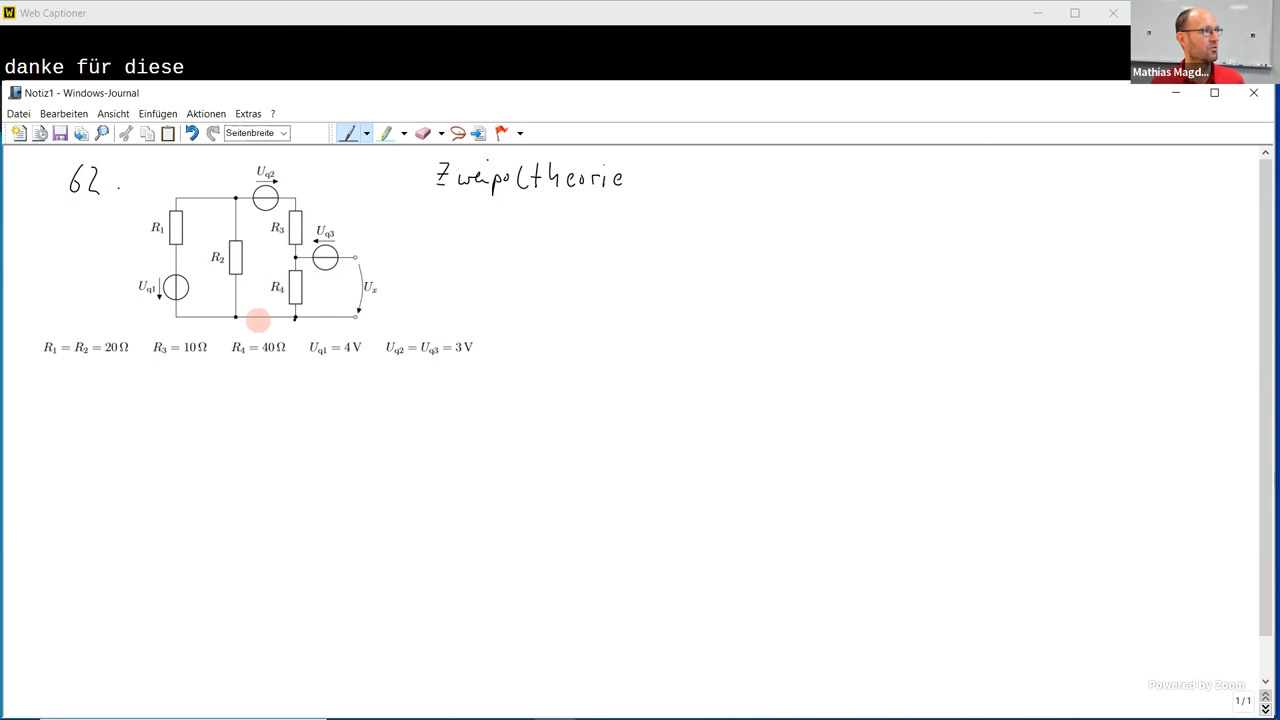 Web Captioner
danke für diese
Mathias Magd...
Notiz1 - Windows-Journal
Datei Bearbeiten Ansicht Einfügen Aktionen Extras ?
Seitenbreite
62. Zweipoltheorie
Uq2
R1 R3 Uq3
R2
Uq1 R4 Ux
R1 = R2 = 20 Ω R3 = 10 Ω R4 = 40 Ω Uq1 = 4 V Uq2 = Uq3 = 3 V
Powered by Zoom
1 / 1